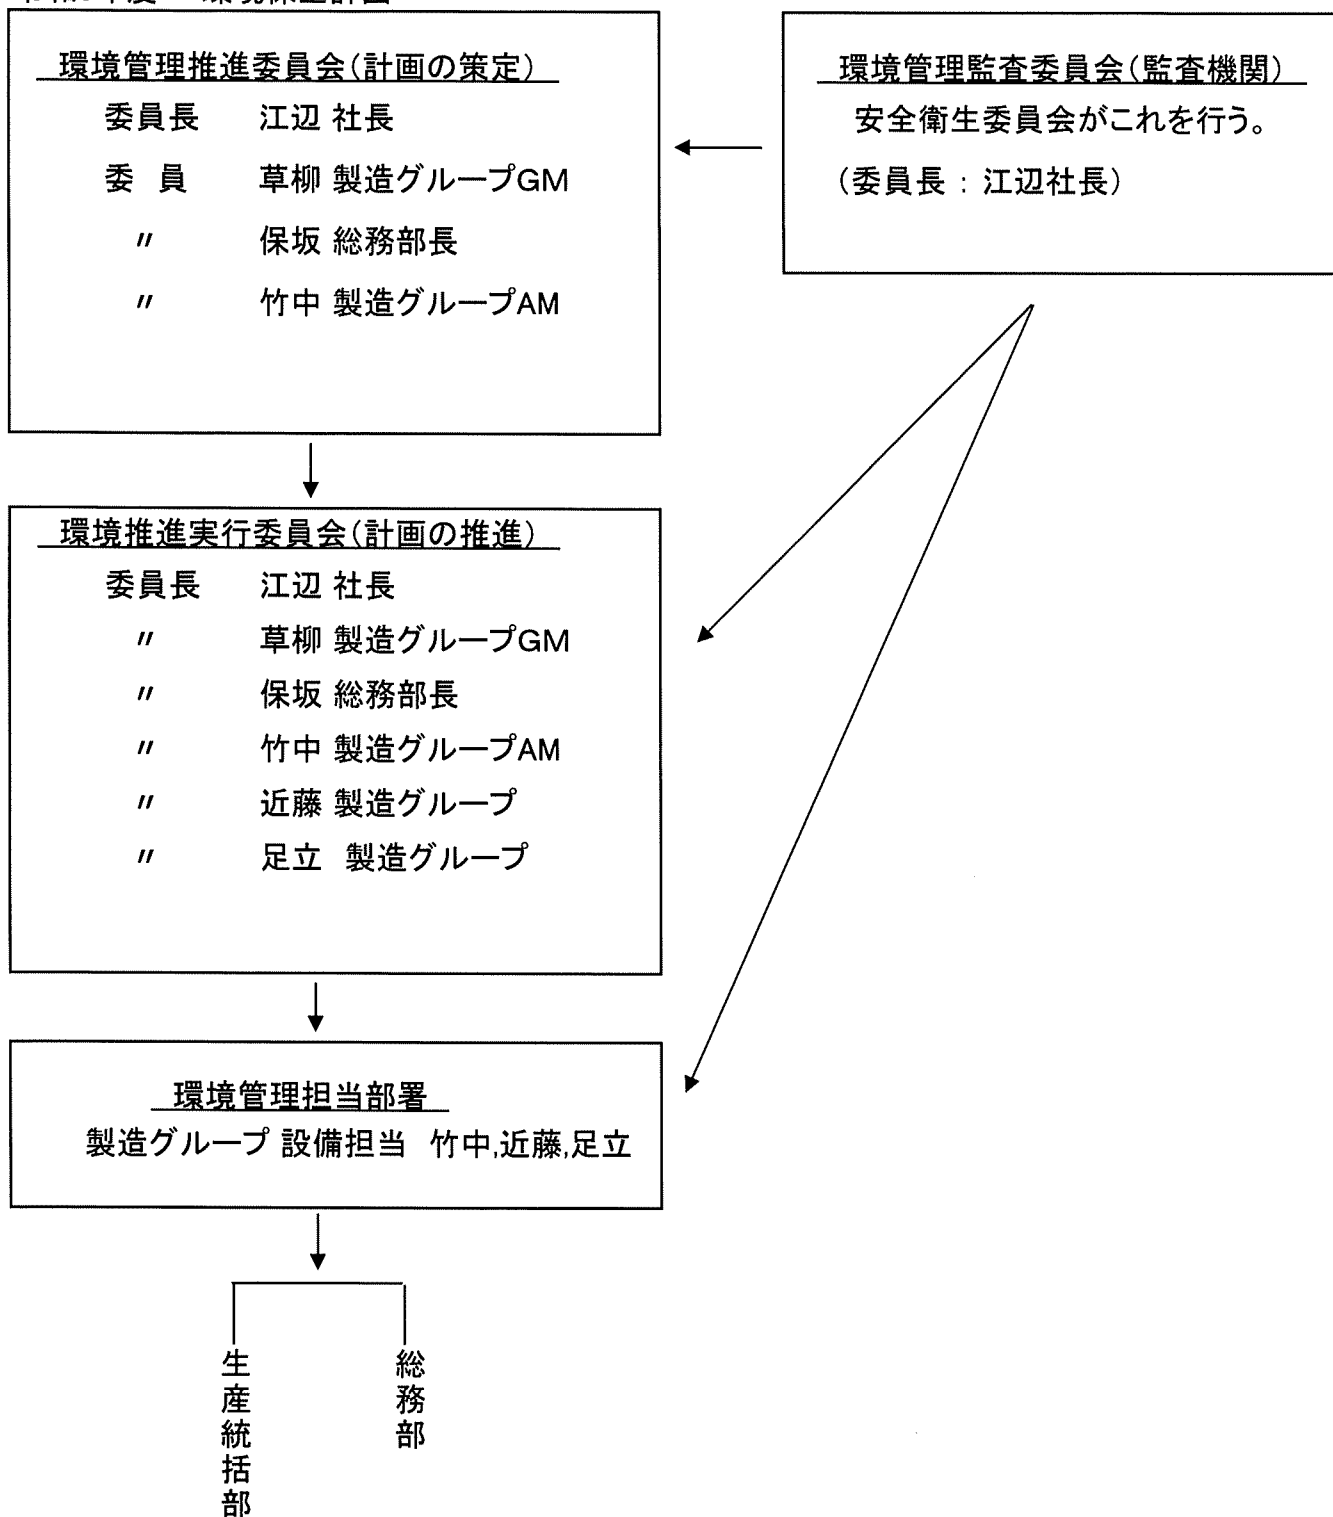 環境管理推進委員会(計画の策定)
委員長 江辺 社長
委 員 草柳 製造グループGM
〃 保坂 総務部長
〃 竹中 製造グループAM
環境管理監査委員会(監査機関)
安全衛生委員会がこれを行う。
(委員長：江辺社長)
環境推進実行委員会(計画の推進)
委員長 江辺 社長
〃 草柳 製造グループGM
〃 保坂 総務部長
〃 竹中 製造グループAM
〃 近藤 製造グループ
〃 足立 製造グループ
環境管理担当部署
製造グループ 設備担当 竹中,近藤,足立
生産統括部
総務部